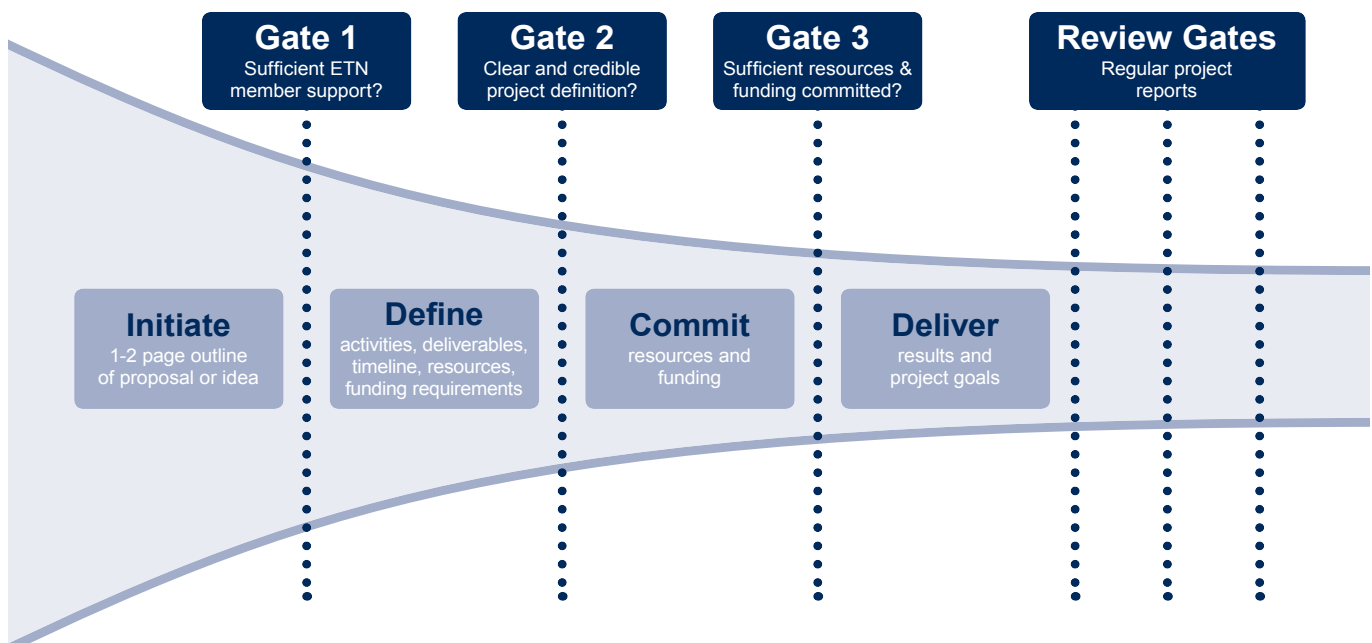 Gate 1
Sufficient ETN
member support?
Gate 2
Clear and credible
project definition?
Gate 3
Sufficient resources &
funding committed?
Review Gates
Regular project
reports
Initiate
1-2 page outline
of proposal or idea
Define
activities, deliverables,
timeline, resources,
funding requirements
Commit
resources and
funding
Deliver
results and
project goals